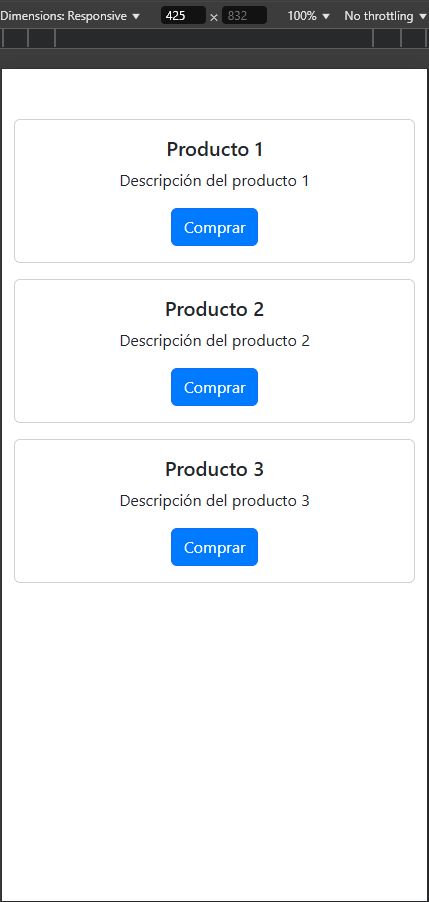 Dimensions: Responsive ▼ 425 × 832 100% ▼ No throttling ▼
Producto 1
Descripción del producto 1
Comprar
Producto 2
Descripción del producto 2
Comprar
Producto 3
Descripción del producto 3
Comprar